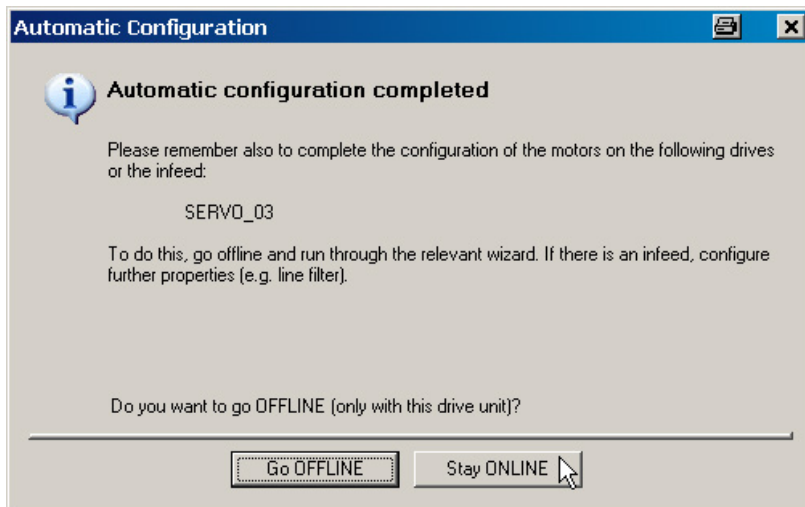 Automatic Configuration
Automatic configuration completed
Please remember also to complete the configuration of the motors on the following drives
or the infeed:
SERVO_03
To do this, go offline and run through the relevant wizard. If there is an infeed, configure
further properties (e.g. line filter).
Do you want to go OFFLINE (only with this drive unit)?
Go OFFLINE
Stay ONLINE